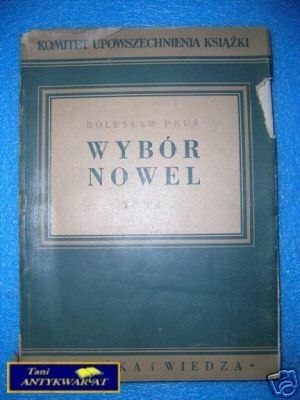 KOMITET UPOWSZECHNIENIA KSIĄŻKI
BOLESŁAW PRUS
WYBÓR
NOWEL
KA i WIEDZA
Tani
ANTYKWARIAT